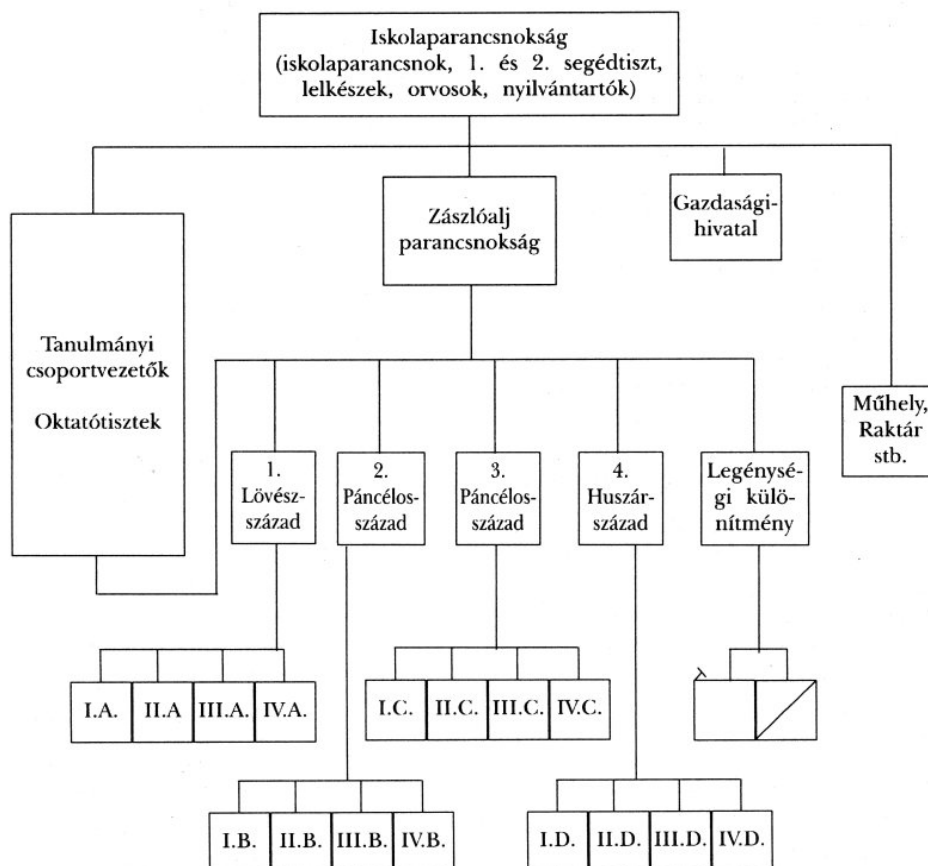 Iskolaparancsnokság
(iskolaparancsnok, 1. és 2. segédtiszt,
lelkészek, orvosok, nyilvántartók)
Zászlóalj
parancsnokság
Gazdasági-
hivatal
Tanulmányi
csoportvezetők
Oktatótisztek
Műhely,
Raktár
stb.
1.
Lövész-
század
2.
Páncélos-
század
3.
Páncélos-
század
4.
Huszár-
század
Legénysé-
gi külö-
nítmény
I.A.
II.A
III.A.
IV.A.
I.C.
II.C.
III.C.
IV.C.
I.B.
II.B.
III.B.
IV.B.
I.D.
II.D.
III.D.
IV.D.